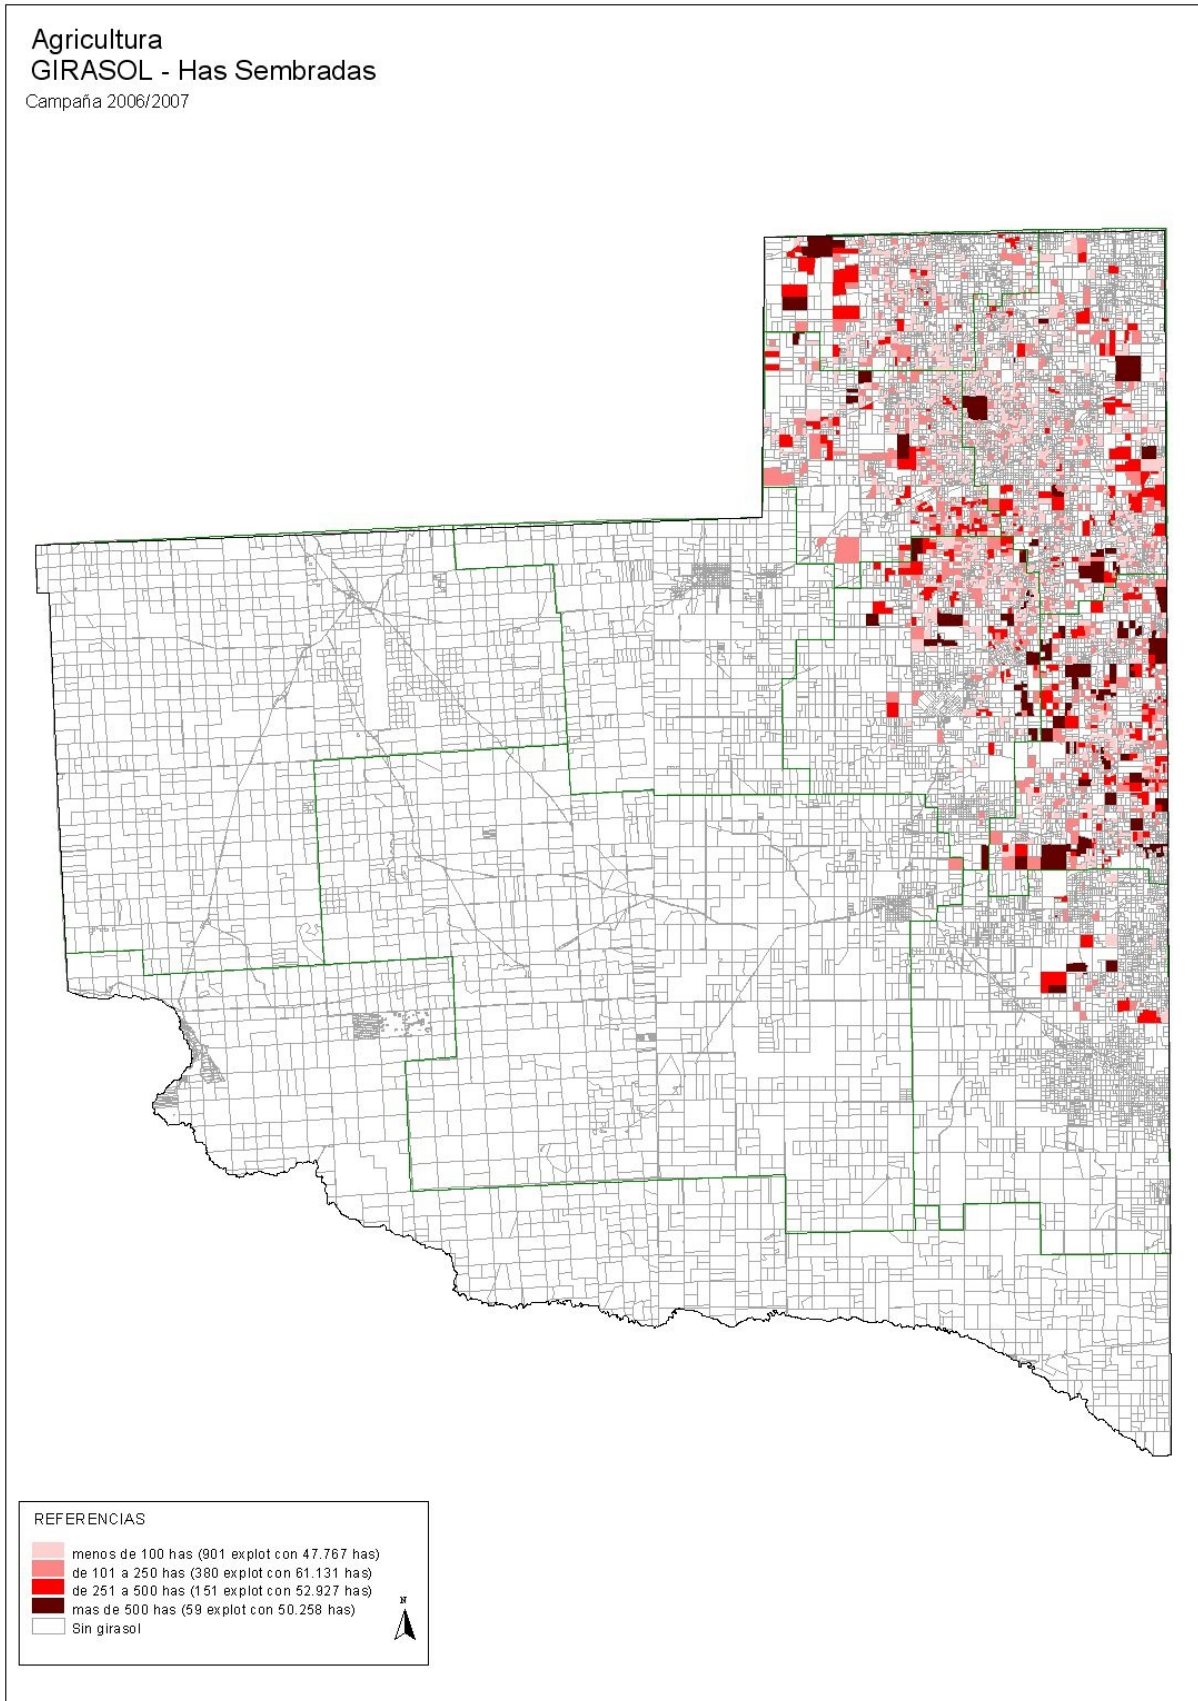 Agricultura
GIRASOL - Has Sembradas
Campaña 2006/2007
REFERENCIAS
menos de 100 has (901 explot con 47.767 has)
de 101 a 250 has (380 explot con 61.131 has)
de 251 a 500 has (151 explot con 52.927 has)
mas de 500 has (59 explot con 50.258 has)
Sin girasol
N